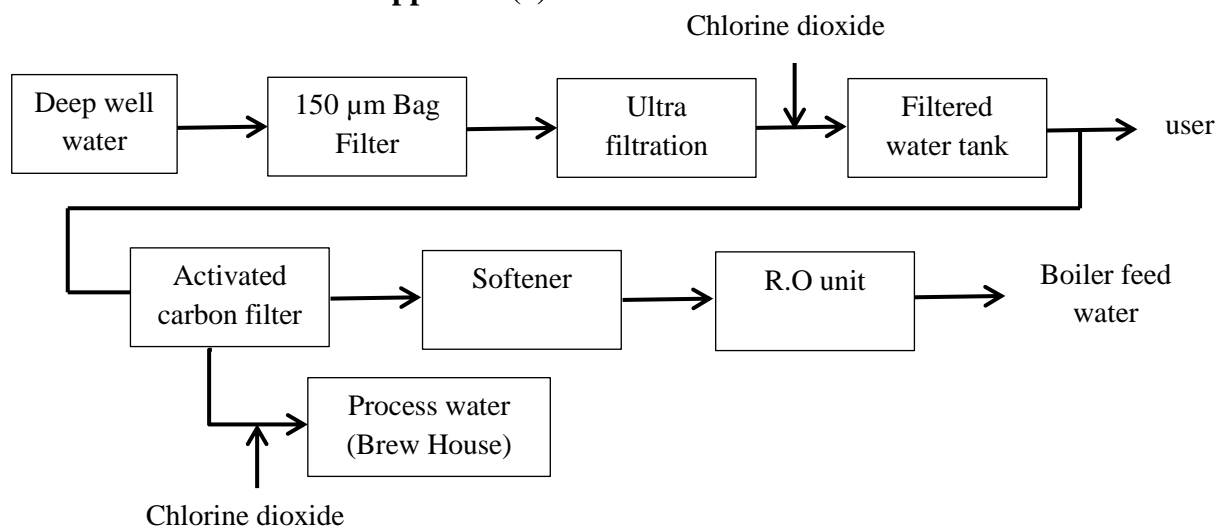 Chlorine dioxide
Deep well
water
150 µm Bag
Filter
Ultra
filtration
Filtered
water tank
user
Activated
carbon filter
Softener
R.O unit
Boiler feed
water
Process water
(Brew House)
Chlorine dioxide